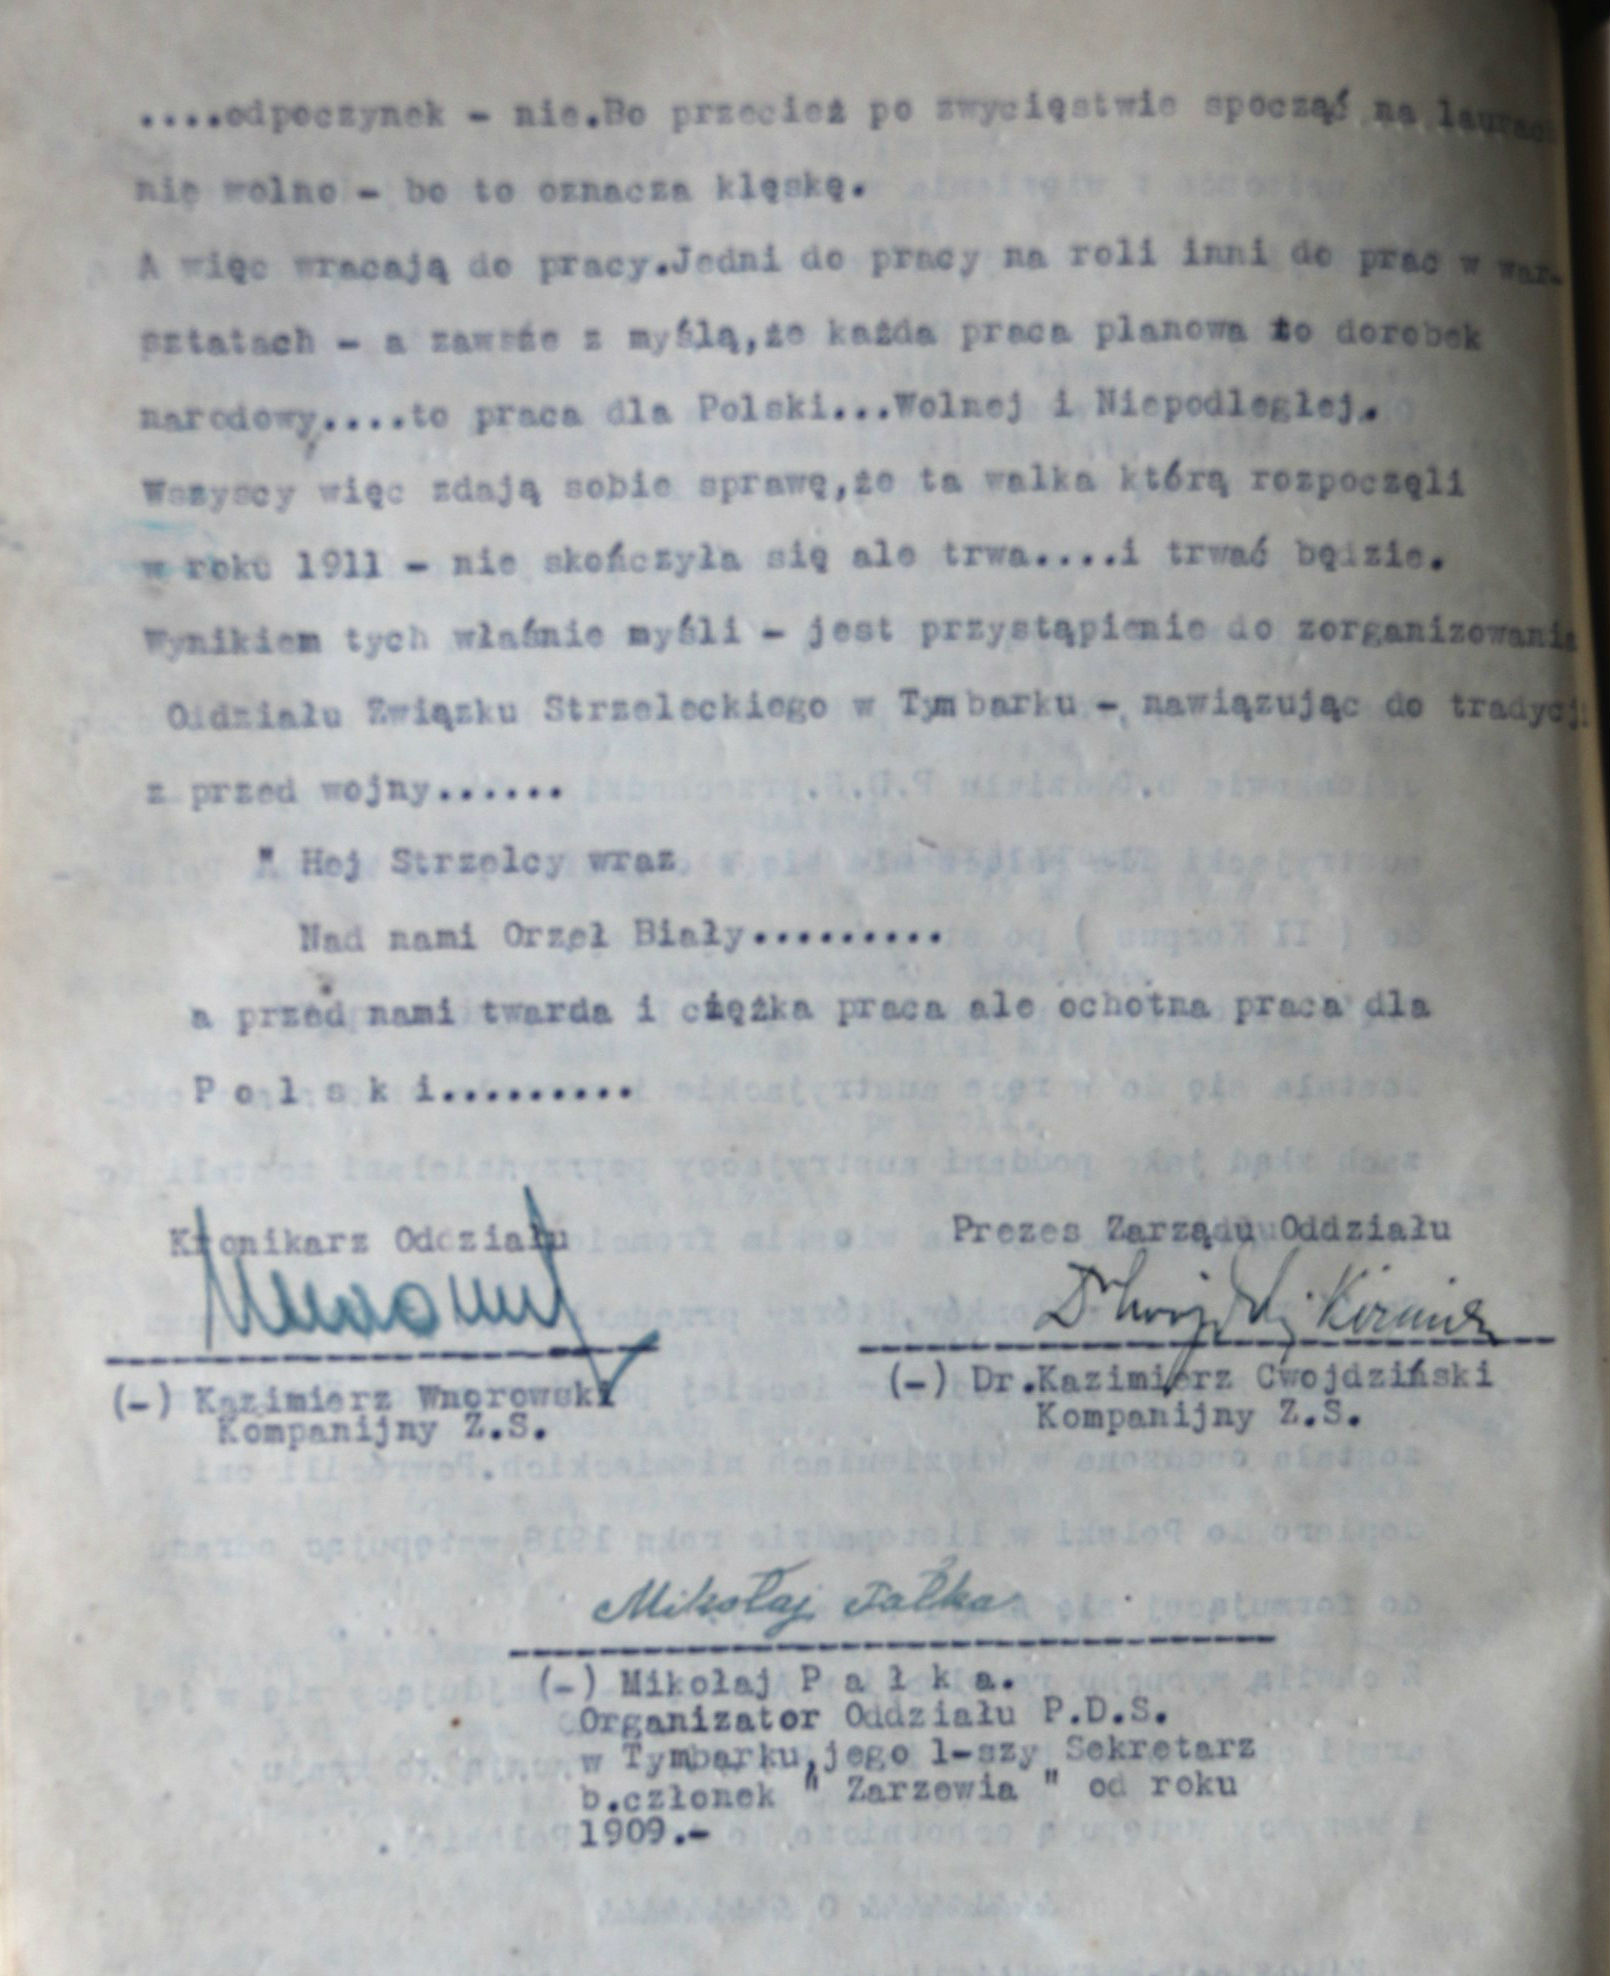 ....odpoczynek - nie.Bo przecież po zwycięstwie spocząć na laurach
nie wolno - bo to oznacza klęskę.
A więc wracają do pracy.Jedni do pracy na roli inni do prac w war-
sztatach - a zawsże z myślą,że każda praca planowa to dorobek
narodowy....to praca dla Polski...Wolnej i Niepodległej.
Wszyscy więc zdają sobie sprawę,że ta walka którą rozpoczęli
w roku 1911 - nie skończyła się ale trwa....i trwać będzie.
Wynikiem tych właśnie myśli - jest przystąpienie do zorganizowania
Oddziału Związku Strzeleckiego w Tymbarku - nawiązując do tradycji
z przed wojny......
" Hej Strzelcy wraz
Nad nami Orzeł Biały.........
a przed nami twarda i ciężka praca ale ochotna praca dla
P o l s k i.........
Kronikarz Oddziału Prezes Zarządu Oddziału
(-) Kazimierz Wnorowski (-) Dr.Kazimierz Cwojdziński
Kompanijny Z.S. Kompanijny Z.S.
Mikołaj Pałka
(-) Mikołaj P a ł k a.
Organizator Oddziału P.D.S.
w Tymbarku,jego 1-szy Sekretarz
b.członek " Zarzewia " od roku
1909.-